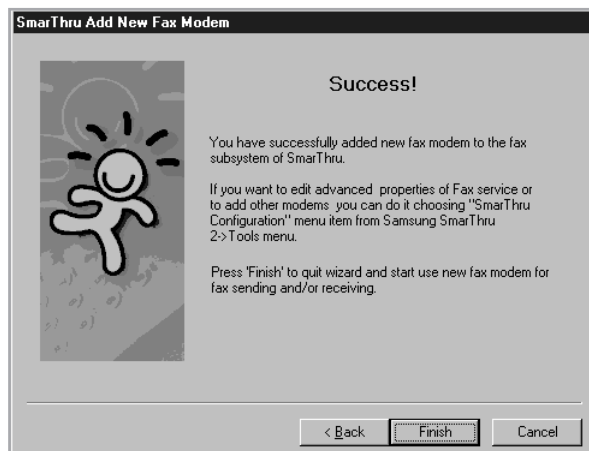 SmarThru Add New Fax Modem
Success!
You have successfully added new fax modem to the fax
subsystem of SmarThru.
If you want to edit advanced properties of Fax service or
to add other modems you can do it choosing "SmarThru
Configuration" menu item from Samsung SmarThru
2->Tools menu.
Press 'Finish' to quit wizard and start use new fax modem for
fax sending and/or receiving.
< Back
Finish
Cancel